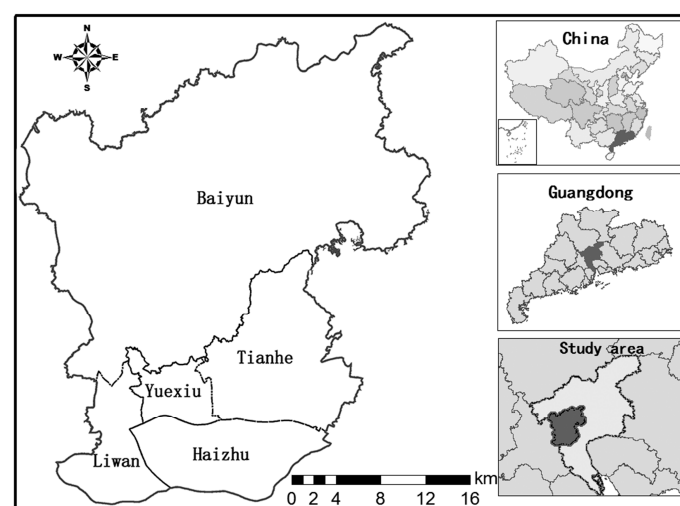 N
W E
S
Baiyun
Tianhe
Yuexiu
Liwan
Haizhu
km
0 2 4 8 12 16
China
Guangdong
Study area